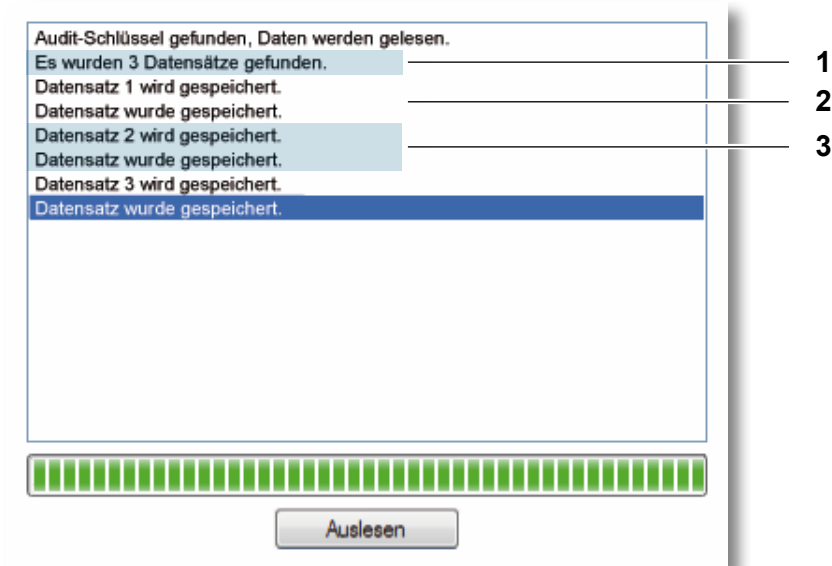 Audit-Schlüssel gefunden, Daten werden gelesen.
Es wurden 3 Datensätze gefunden.
Datensatz 1 wird gespeichert.
Datensatz wurde gespeichert.
Datensatz 2 wird gespeichert.
Datensatz wurde gespeichert.
Datensatz 3 wird gespeichert.
Datensatz wurde gespeichert.
1
2
3
Auslesen